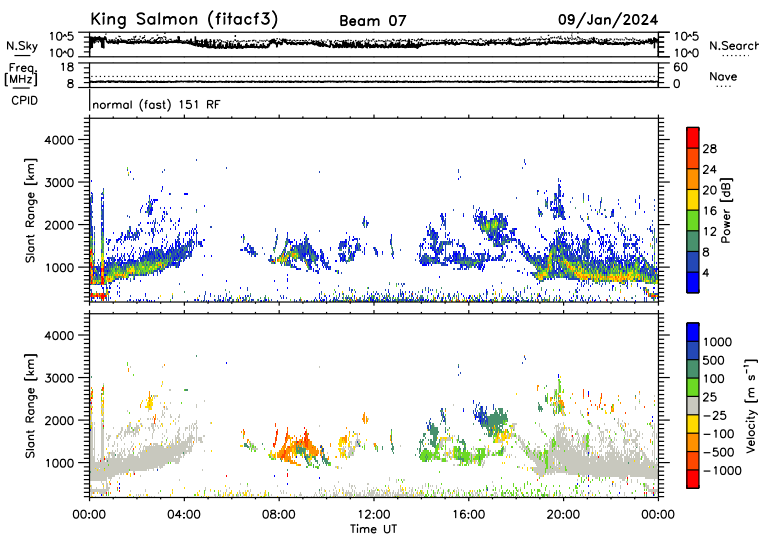 King Salmon (fitacf3) Beam 07 09/Jan/2024
N.Sky 10^5 10^0 10^5 10^0 N.Search
Freq. [MHz] 18 8 60 0 Nave
CPID normal (fast) 151 RF
Slant Range [km] 4000 3000 2000 1000
Power [dB] 28 24 20 16 12 8 4
Slant Range [km] 4000 3000 2000 1000
Velocity [m s⁻¹] 1000 500 100 25 −25 −100 −500 −1000
00:00 04:00 08:00 12:00 16:00 20:00 00:00
Time UT